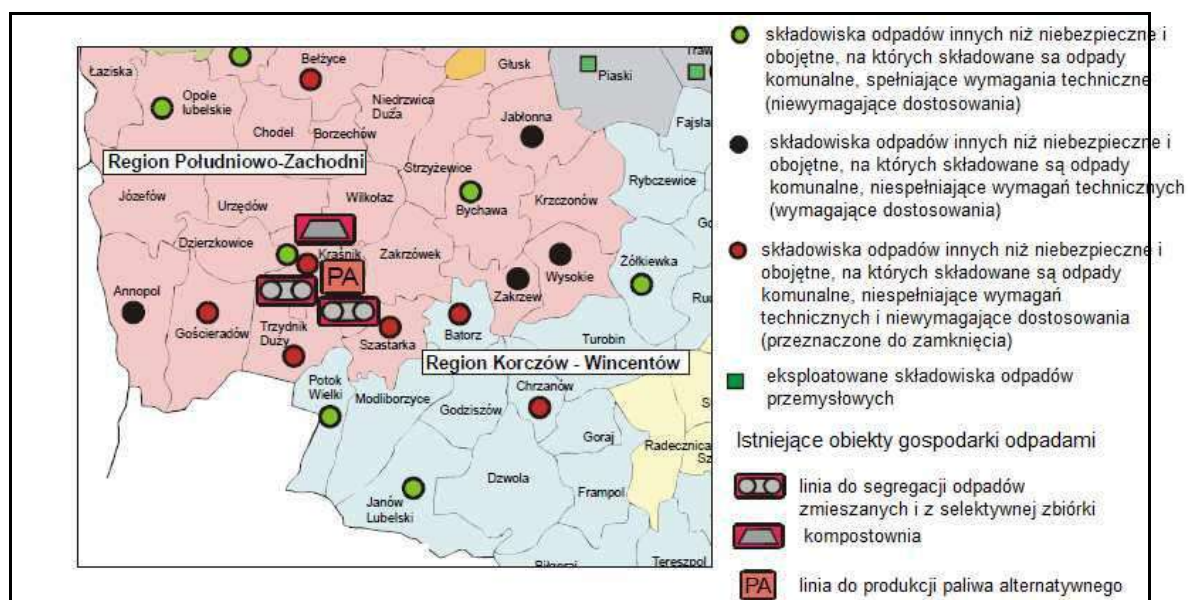 Łaziska
Bełżyce
Głusk
Piaski
Opole
lubelskie
Niedrzwica
Duża
Jabłonna
Chodel
Borzechów
Region Południowo-Zachodni
Strzyżewice
Rybczewice
Józefów
Urzędów
Wilkołaz
Bychawa
Krzczonów
Dzierzkowice
Kraśnik
Zakrzówek
Wysokie
Żółkiewka
PA
Annopol
Zakrzew
Gościeradów
Trzydnik
Duży
Szastarka
Batorz
Turobin
Region Korczów - Wincentów
Potok
Wielki
Modliborzyce
Chrzanów
Godziszów
Goraj
Radecznica
Dzwola
Frampol
Janów
Lubelski
Biłgoraj
Tereszpol
składowiska odpadów innych niż niebezpieczne i
obojętne, na których składowane sa odpady
komunalne, spełniające wymagania techniczne
(niewymagające dostosowania)
składowiska odpadów innych niż niebezpieczne i
obojętne, na których składowane są odpady
komunalne, niespełniające wymagań technicznych
(wymagające dostosowania)
składowiska odpadów innych niż niebezpieczne i
obojętne, na których składowane są odpady
komunalne, niespełniające wymagań
technicznych i niewymagające dostosowania
(przeznaczone do zamknięcia)
eksploatowane składowiska odpadów
przemysłowych
Istniejące obiekty gospodarki odpadami
linia do segregacji odpadów
zmieszanych i z selektywnej zbiórki
kompostownia
PA
linia do produkcji paliwa alternatywnego